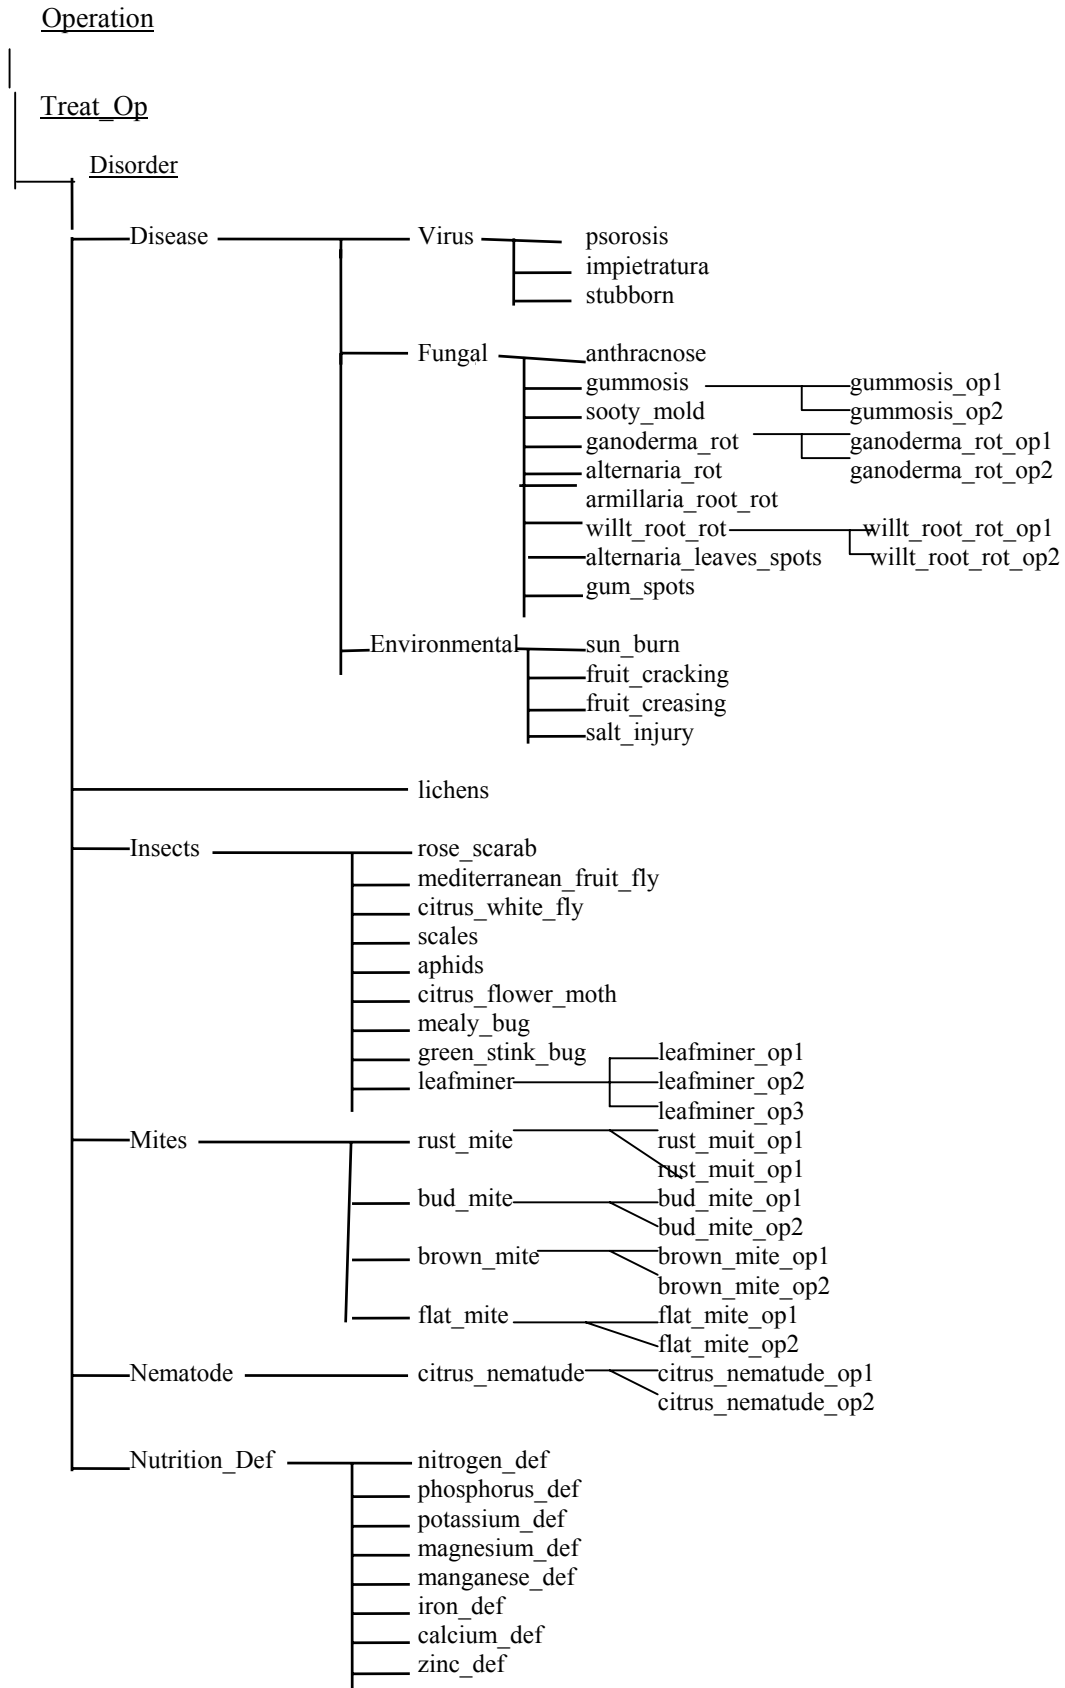 Operation
Treat_Op
Disorder
Disease Virus psorosis
impietratura
stubborn
Fungal anthracnose
gummosis gummosis_op1
sooty_mold gummosis_op2
ganoderma_rot ganoderma_rot_op1
alternaria_rot ganoderma_rot_op2
armillaria_root_rot
willt_root_rot willt_root_rot_op1
alternaria_leaves_spots willt_root_rot_op2
gum_spots
Environmental sun_burn
fruit_cracking
fruit_creasing
salt_injury
lichens
Insects rose_scarab
mediterranean_fruit_fly
citrus_white_fly
scales
aphids
citrus_flower_moth
mealy_bug
green_stink_bug leafminer_op1
leafminer leafminer_op2
leafminer_op3
Mites rust_mite rust_muit_op1
rust_muit_op1
bud_mite bud_mite_op1
bud_mite_op2
brown_mite brown_mite_op1
brown_mite_op2
flat_mite flat_mite_op1
flat_mite_op2
Nematode citrus_nematude citrus_nematude_op1
citrus_nematude_op2
Nutrition_Def nitrogen_def
phosphorus_def
potassium_def
magnesium_def
manganese_def
iron_def
calcium_def
zinc_def